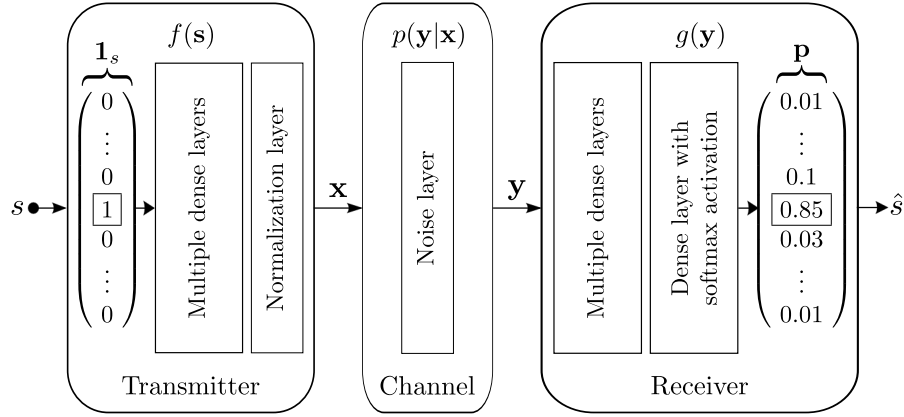 f(s)
p(y|x)
g(y)
1ₛ
p
0
⋮
0
1
0
⋮
0
Multiple dense layers
Normalization layer
Noise layer
Multiple dense layers
Dense layer with
softmax activation
0.01
⋮
0.1
0.85
0.03
⋮
0.01
s
x
y
ŝ
Transmitter
Channel
Receiver